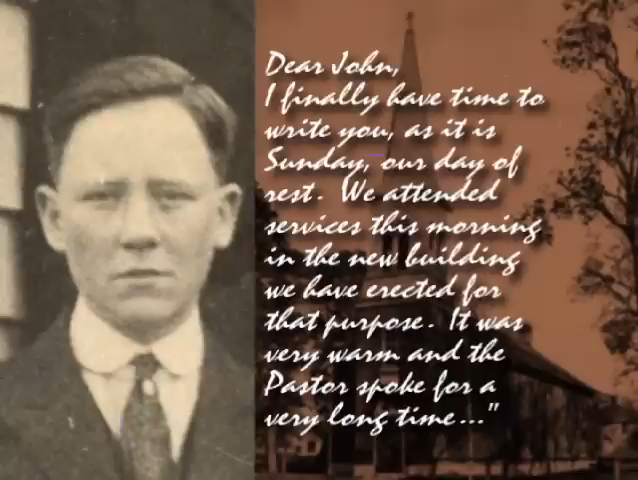 Dear John,
I finally have time to
write you, as it is
Sunday, our day of
rest. We attended
services this morning
in the new building
we have erected for
that purpose. It was
very warm and the
Pastor spoke for a
very long time..."